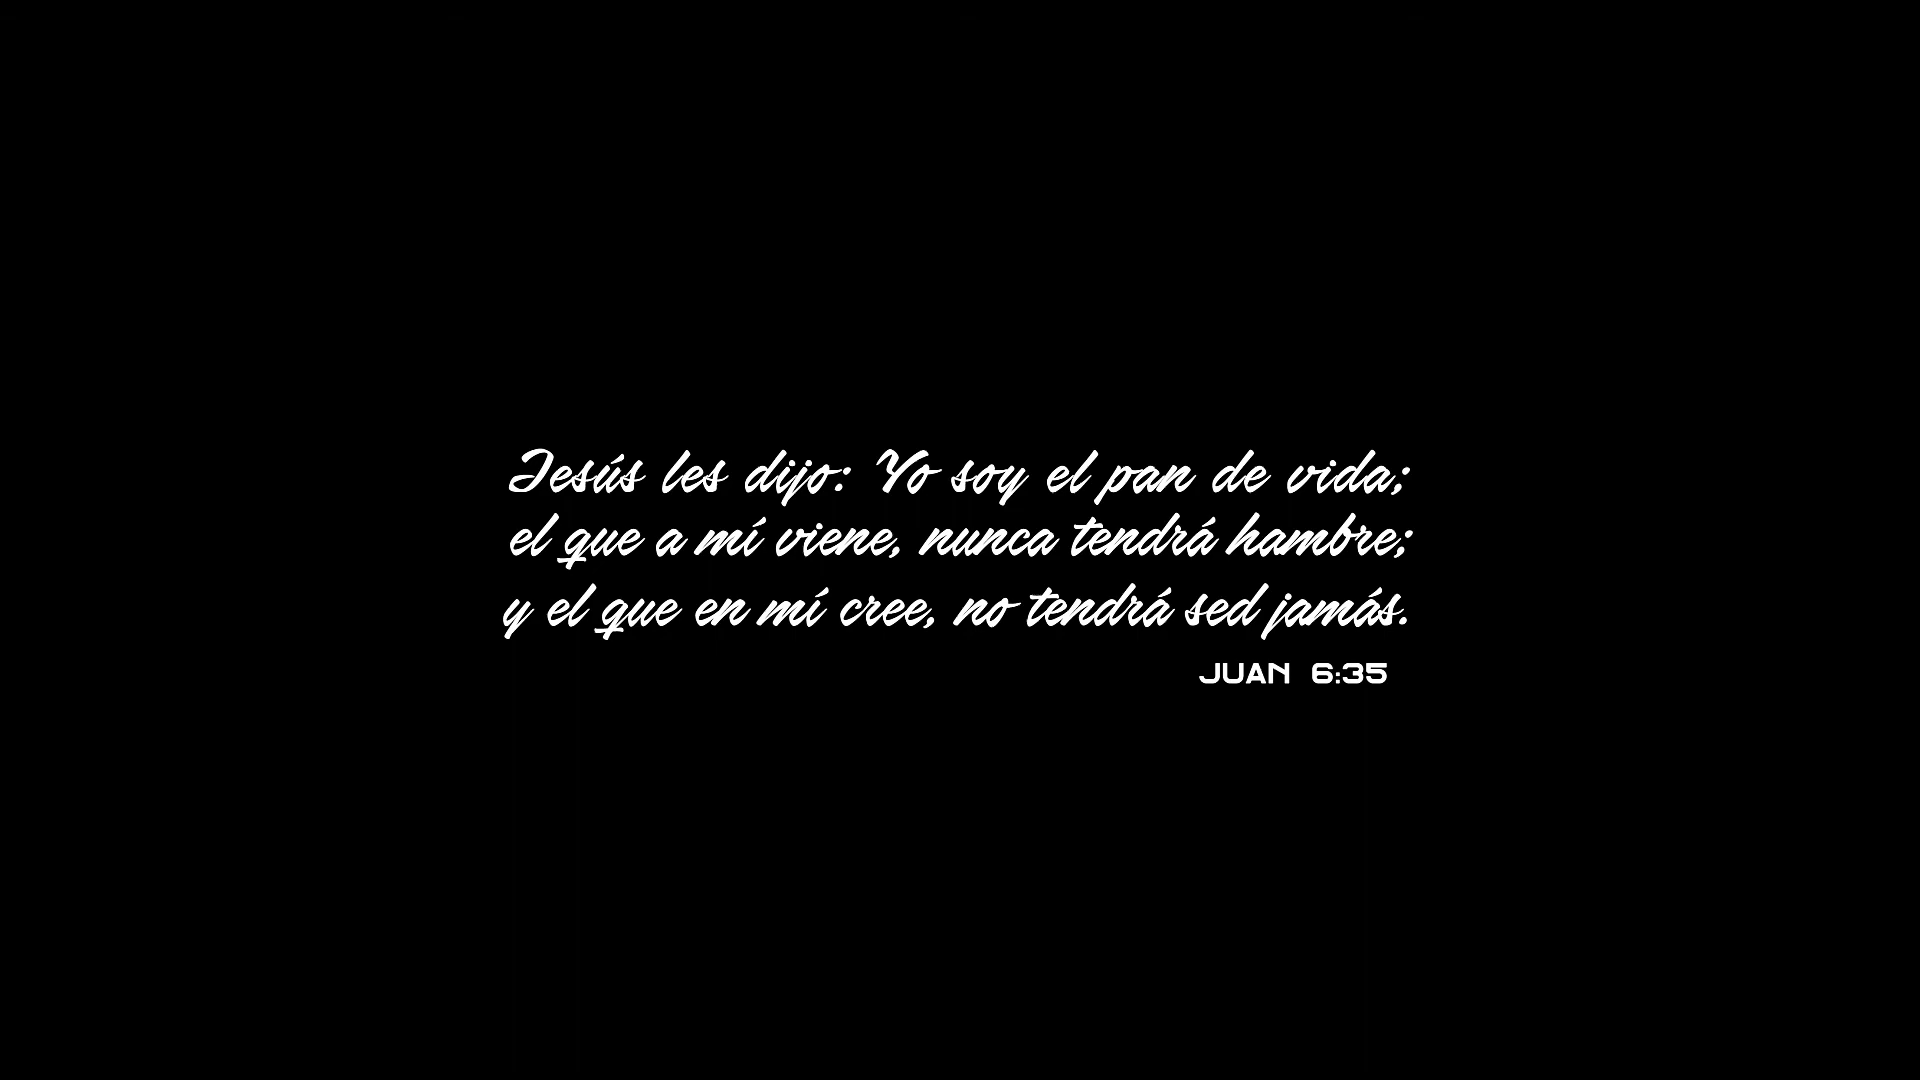 Jesús les dijo: Yo soy el pan de vida;
el que a mí viene, nunca tendrá hambre;
y el que en mí cree, no tendrá sed jamás.
JUAN 6:35